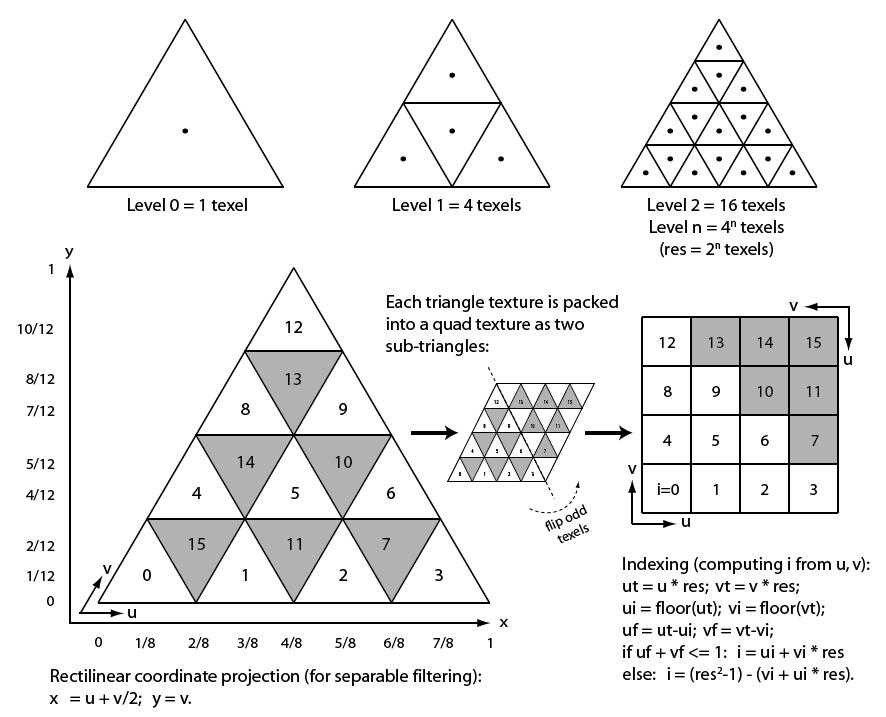 Level 0 = 1 texel
Level 1 = 4 texels
Level 2 = 16 texels
Level n = 4ⁿ texels
(res = 2ⁿ texels)
y
1
10/12
8/12
7/12
5/12
4/12
2/12
1/12
0
12
13
8 9
14 10
4 5 6
15 11 7
0 1 2 3
v
u
x
0 1/8 2/8 3/8 4/8 5/8 6/8 7/8 1
Rectilinear coordinate projection (for separable filtering):
x = u + v/2; y = v.
Each triangle texture is packed
into a quad texture as two
sub-triangles:
12 13 14 15
8 9 10 11
4 5 6 7
0 1 2 3
flip odd
texels
v
u
12 13 14 15
8 9 10 11
4 5 6 7
i=0 1 2 3
v
u
Indexing (computing i from u, v):
ut = u * res; vt = v * res;
ui = floor(ut); vi = floor(vt);
uf = ut-ui; vf = vt-vi;
if uf + vf <= 1: i = ui + vi * res
else: i = (res²-1) - (vi + ui * res).